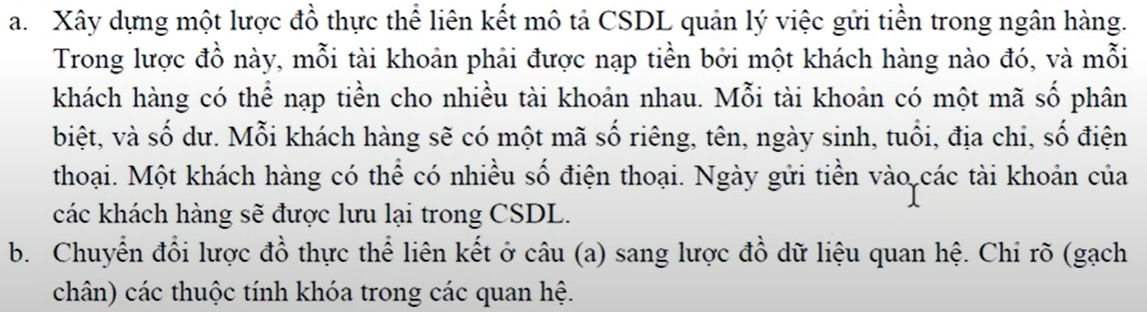 a. Xây dựng một lược đồ thực thể liên kết mô tả CSDL quản lý việc gửi tiền trong ngân hàng.
Trong lược đồ này, mỗi tài khoản phải được nạp tiền bởi một khách hàng nào đó, và mỗi
khách hàng có thể nạp tiền cho nhiều tài khoản nhau. Mỗi tài khoản có một mã số phân
biệt, và số dư. Mỗi khách hàng sẽ có một mã số riêng, tên, ngày sinh, tuổi, địa chỉ, số điện
thoại. Một khách hàng có thể có nhiều số điện thoại. Ngày gửi tiền vào các tài khoản của
các khách hàng sẽ được lưu lại trong CSDL.
b. Chuyển đổi lược đồ thực thể liên kết ở câu (a) sang lược đồ dữ liệu quan hệ. Chỉ rõ (gạch
chân) các thuộc tính khóa trong các quan hệ.